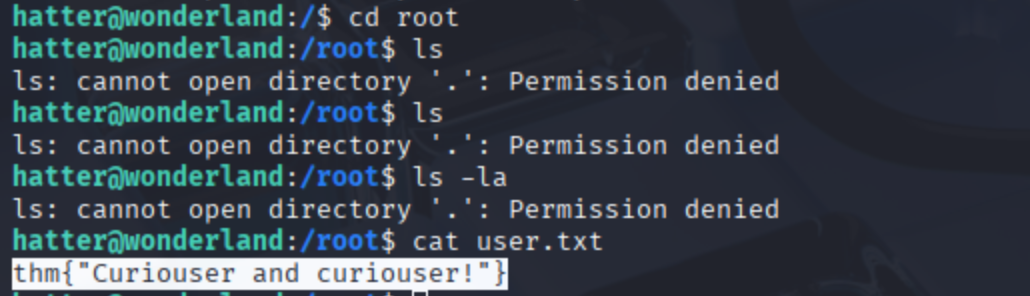 hatter@wonderland:/$ cd root
hatter@wonderland:/root$ ls
ls: cannot open directory '.': Permission denied
hatter@wonderland:/root$ ls
ls: cannot open directory '.': Permission denied
hatter@wonderland:/root$ ls -la
ls: cannot open directory '.': Permission denied
hatter@wonderland:/root$ cat user.txt
thm{"Curiouser and curiouser!"}